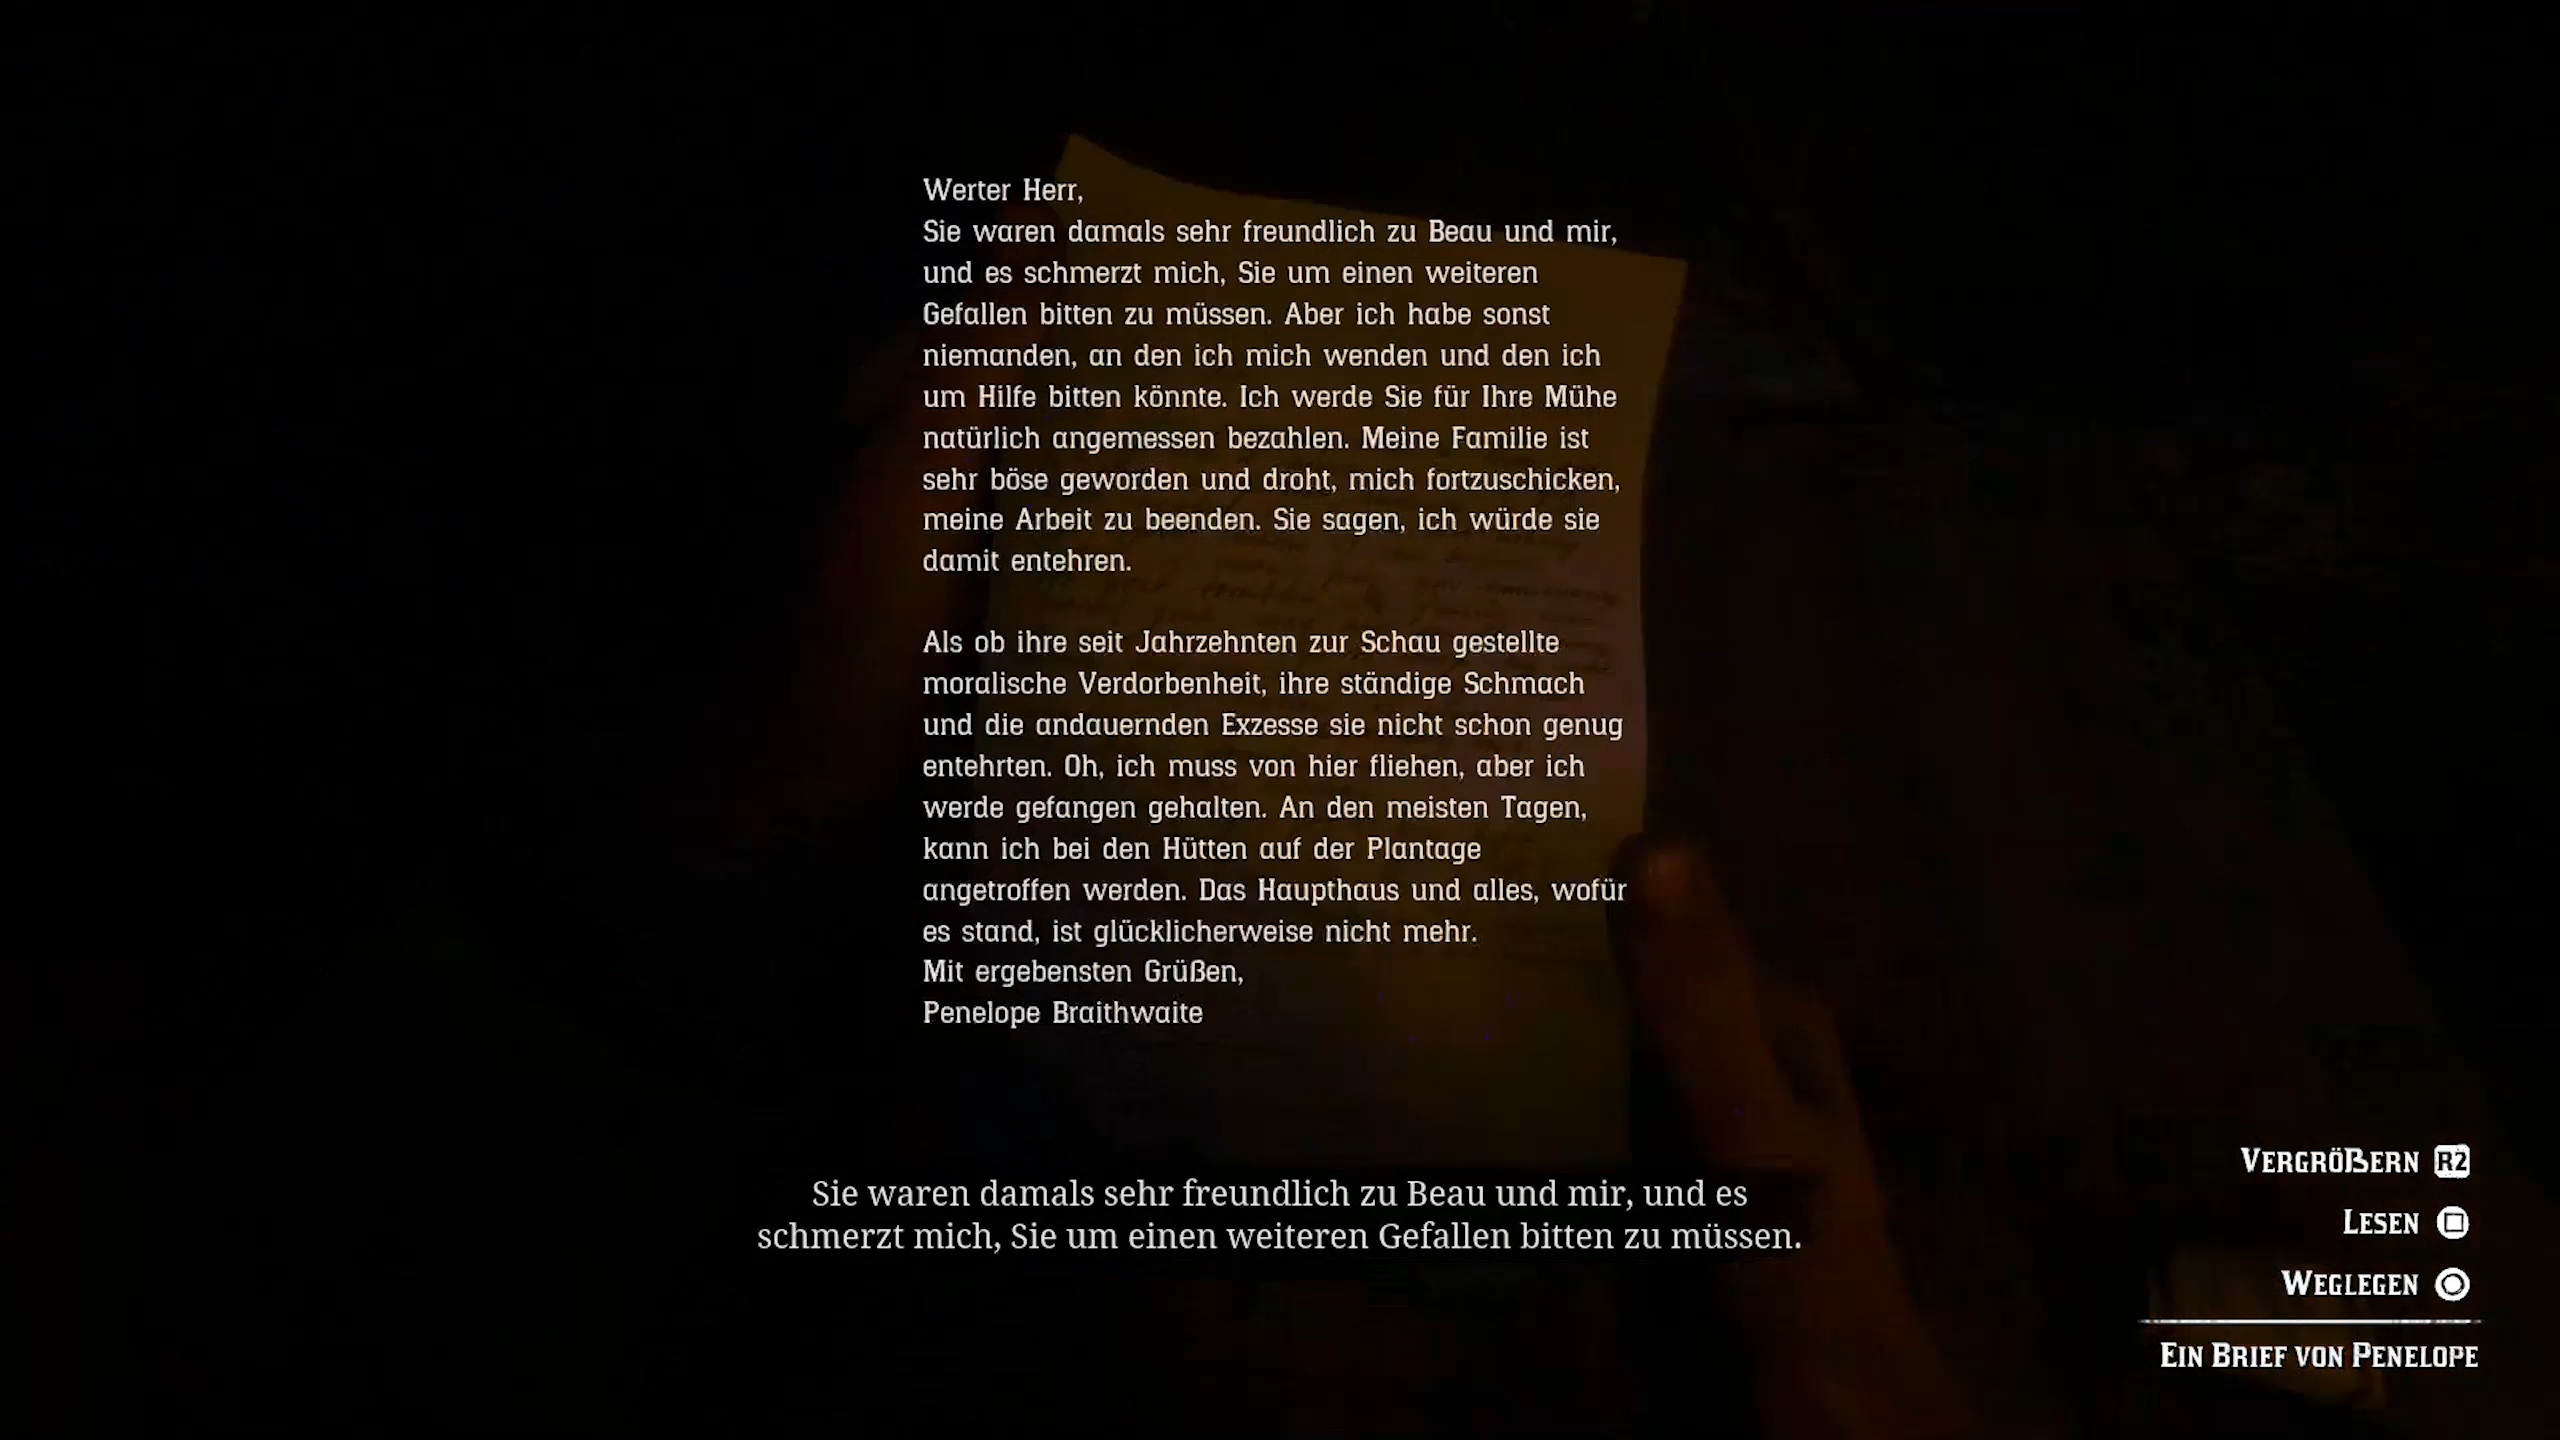 Werter Herr,
Sie waren damals sehr freundlich zu Beau und mir,
und es schmerzt mich, Sie um einen weiteren
Gefallen bitten zu müssen. Aber ich habe sonst
niemanden, an den ich mich wenden und den ich
um Hilfe bitten könnte. Ich werde Sie für Ihre Mühe
natürlich angemessen bezahlen. Meine Familie ist
sehr böse geworden und droht, mich fortzuschicken,
meine Arbeit zu beenden. Sie sagen, ich würde sie
damit entehren.
Als ob ihre seit Jahrzehnten zur Schau gestellte
moralische Verdorbenheit, ihre ständige Schmach
und die andauernden Exzesse sie nicht schon genug
entehrten. Oh, ich muss von hier fliehen, aber ich
werde gefangen gehalten. An den meisten Tagen,
kann ich bei den Hütten auf der Plantage
angetroffen werden. Das Haupthaus und alles, wofür
es stand, ist glücklicherweise nicht mehr.
Mit ergebensten Grüßen,
Penelope Braithwaite
Sie waren damals sehr freundlich zu Beau und mir, und es
schmerzt mich, Sie um einen weiteren Gefallen bitten zu müssen.
Vergrößern R2
Lesen
Weglegen
Ein Brief von Penelope